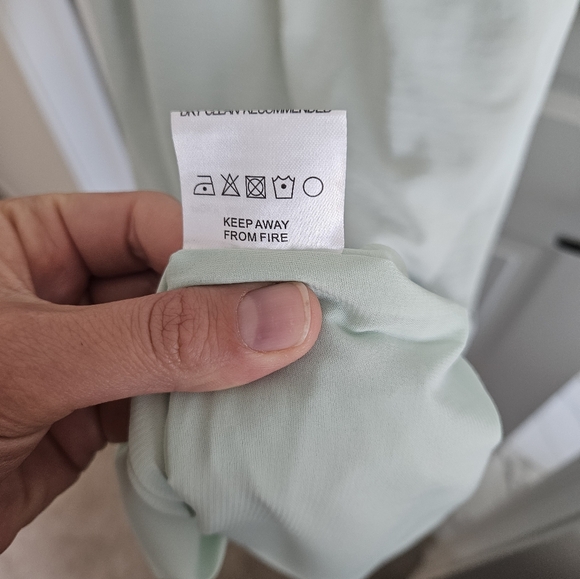 DRY CLEAN RECOMMENDED
KEEP AWAY
FROM FIRE